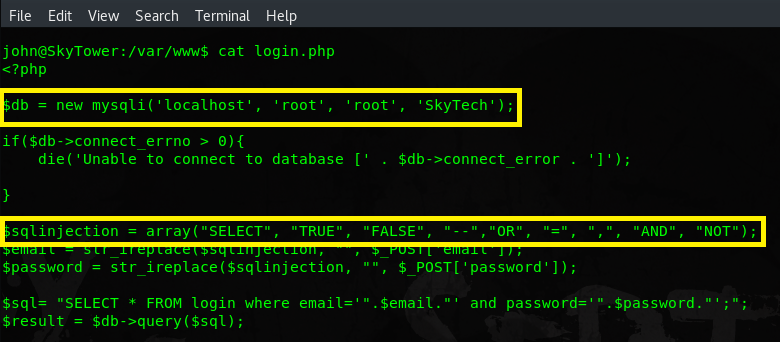 File Edit View Search Terminal Help
john@SkyTower:/var/www$ cat login.php
<?php
$db = new mysqli('localhost', 'root', 'root', 'SkyTech');
if($db->connect_errno > 0){
    die('Unable to connect to database [' . $db->connect_error . ']');
}
$sqlinjection = array("SELECT", "TRUE", "FALSE", "--","OR", "=", ",", "AND", "NOT");
$email = str_ireplace($sqlinjection, "", $_POST['email']);
$password = str_ireplace($sqlinjection, "", $_POST['password']);
$sql= "SELECT * FROM login where email='".$email."' and password='".$password."';";
$result = $db->query($sql);